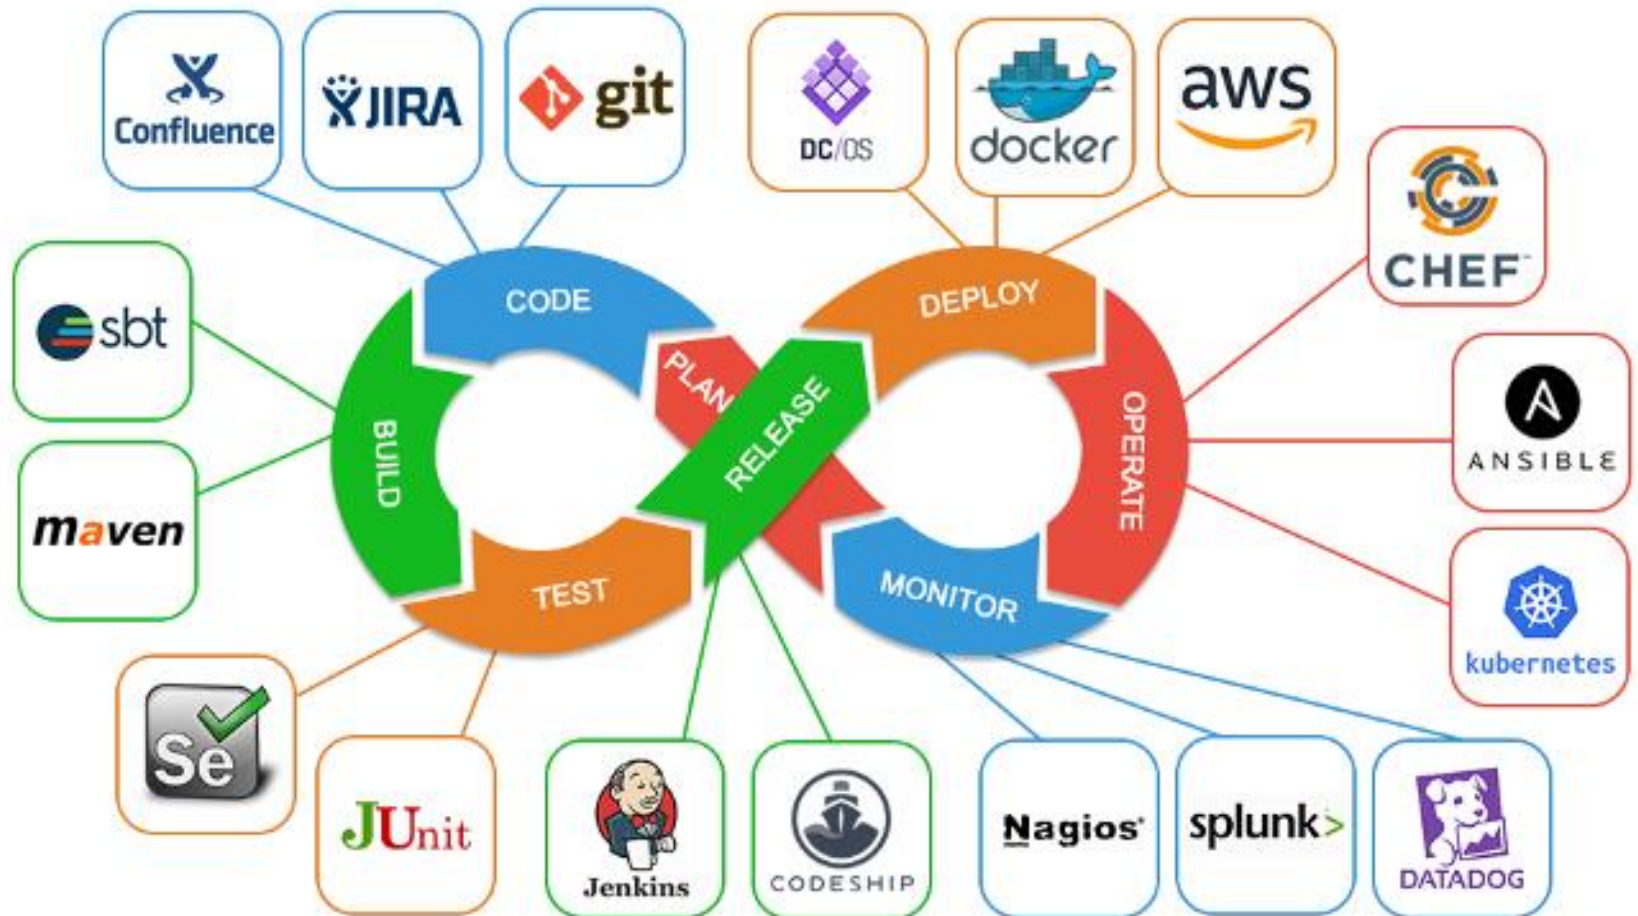 Confluence
JIRA
git
DC/OS
docker
aws
CHEF
sbt
maven
ANSIBLE
kubernetes
CODE
PLAN
RELEASE
DEPLOY
OPERATE
BUILD
TEST
MONITOR
Se
JUnit
Jenkins
CODESHIP
Nagios®
splunk>
DATADOG